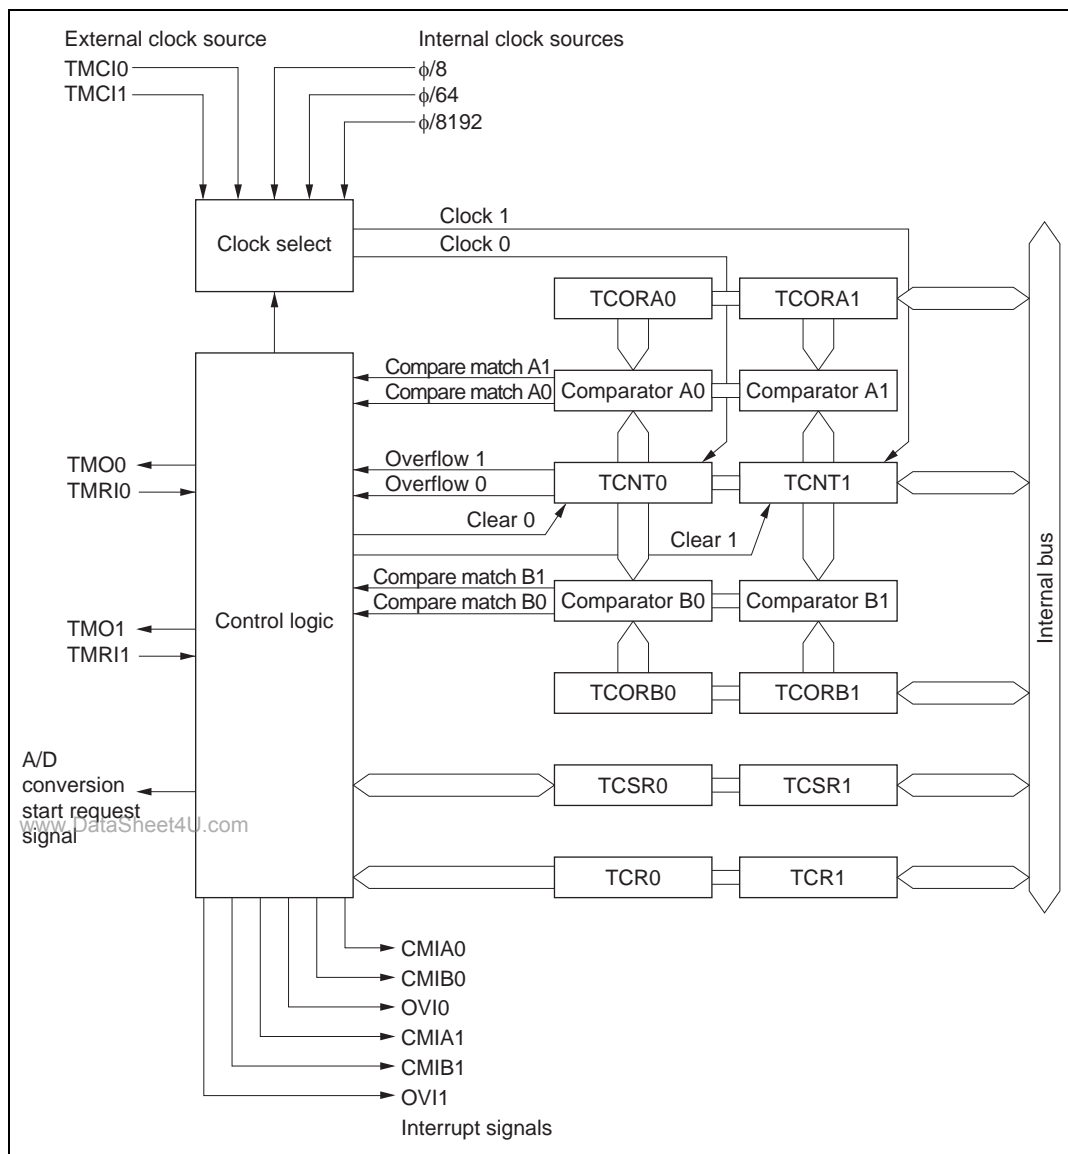 External clock source
Internal clock sources
TMCI0
TMCI1
ϕ/8
ϕ/64
ϕ/8192
Clock select
Clock 1
Clock 0
TCORA0
TCORA1
Compare match A1
Compare match A0
Comparator A0
Comparator A1
TMO0
TMRI0
Overflow 1
Overflow 0
TCNT0
TCNT1
Clear 0
Clear 1
Internal bus
Control logic
Compare match B1
Compare match B0
Comparator B0
Comparator B1
TMO1
TMRI1
TCORB0
TCORB1
A/D
conversion
start request
signal
www.DataSheet4U.com
TCSR0
TCSR1
TCR0
TCR1
CMIA0
CMIB0
OVI0
CMIA1
CMIB1
OVI1
Interrupt signals